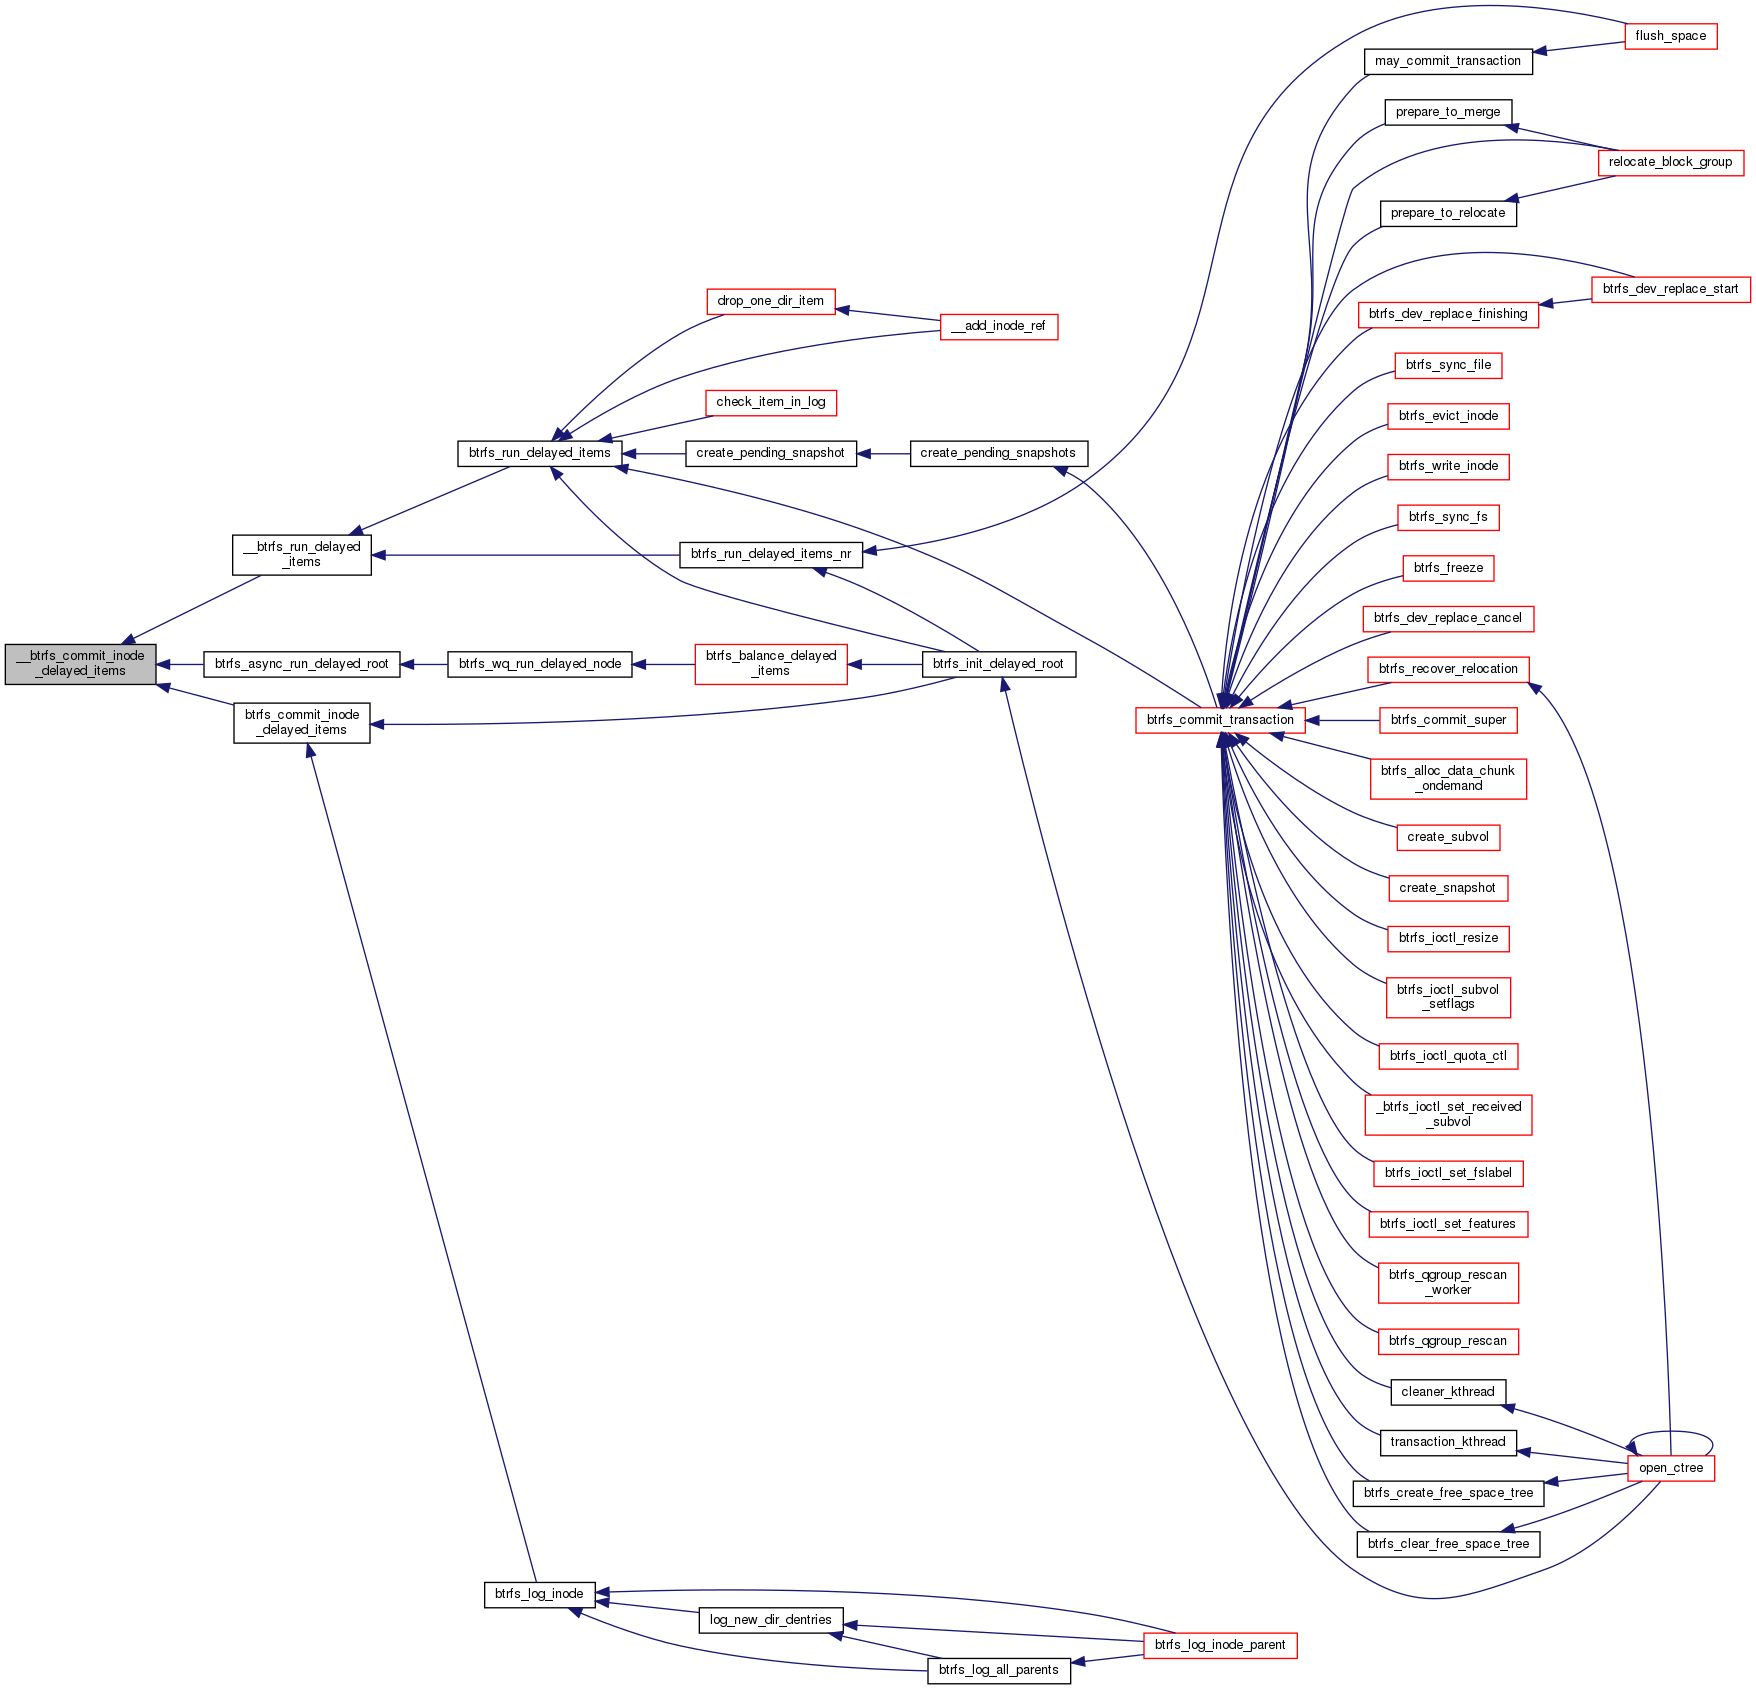 __btrfs_commit_inode
_delayed_items
__btrfs_run_delayed
_items
btrfs_async_run_delayed_root
btrfs_commit_inode
_delayed_items
btrfs_run_delayed_items
btrfs_wq_run_delayed_node
btrfs_log_inode
drop_one_dir_item
check_item_in_log
create_pending_snapshot
btrfs_run_delayed_items_nr
btrfs_balance_delayed
_items
log_new_dir_dentries
__add_inode_ref
create_pending_snapshots
btrfs_init_delayed_root
btrfs_log_all_parents
btrfs_commit_transaction
btrfs_log_inode_parent
may_commit_transaction
prepare_to_merge
prepare_to_relocate
btrfs_dev_replace_finishing
btrfs_sync_file
btrfs_evict_inode
btrfs_write_inode
btrfs_sync_fs
btrfs_freeze
btrfs_dev_replace_cancel
btrfs_recover_relocation
btrfs_commit_super
btrfs_alloc_data_chunk
_ondemand
create_subvol
create_snapshot
btrfs_ioctl_resize
btrfs_ioctl_subvol
_setflags
btrfs_ioctl_quota_ctl
_btrfs_ioctl_set_received
_subvol
btrfs_ioctl_set_fslabel
btrfs_ioctl_set_features
btrfs_qgroup_rescan
_worker
btrfs_qgroup_rescan
cleaner_kthread
transaction_kthread
btrfs_create_free_space_tree
btrfs_clear_free_space_tree
flush_space
relocate_block_group
btrfs_dev_replace_start
open_ctree